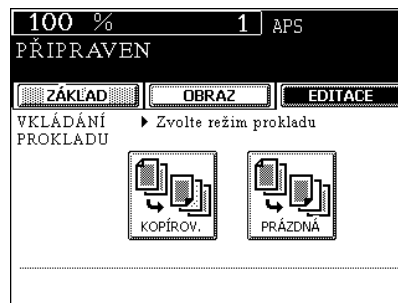 100 % 1 APS
PŘIPRAVEN
ZÁKLAD OBRAZ EDITACE
VKLÁDÁNÍ Zvolte režim prokladu
PROKLADU
KOPÍROV. PRÁZDNÁ